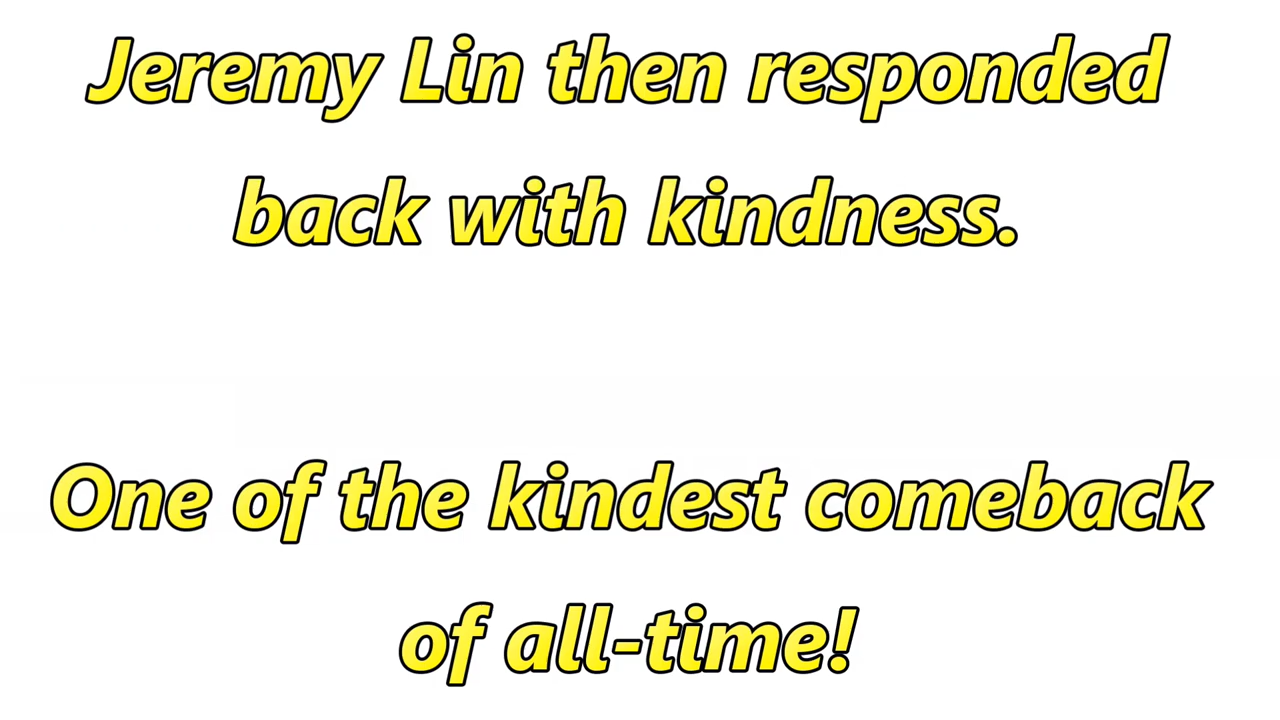 Jeremy Lin then responded
back with kindness.
One of the kindest comeback
of all-time!